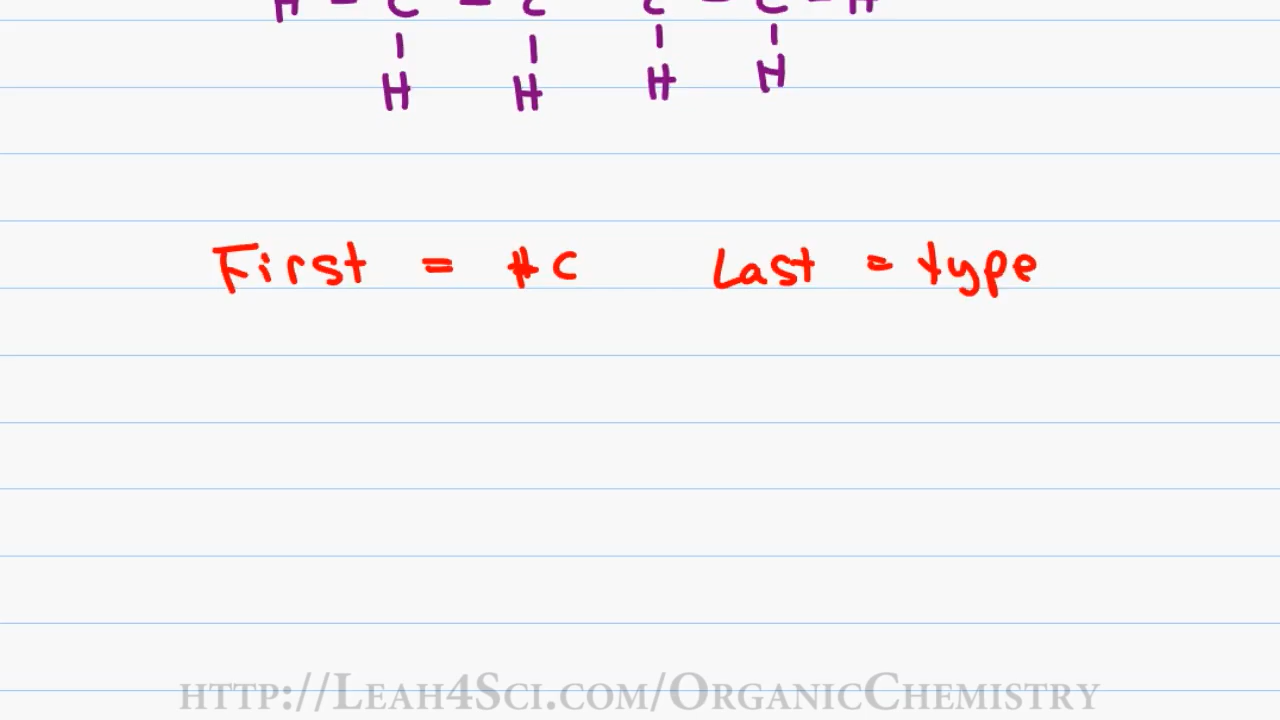 H - C - C C - C - H
H H H H
First = #C Last = type
HTTP://LEAH4SCI.COM/ORGANICCHEMISTRY